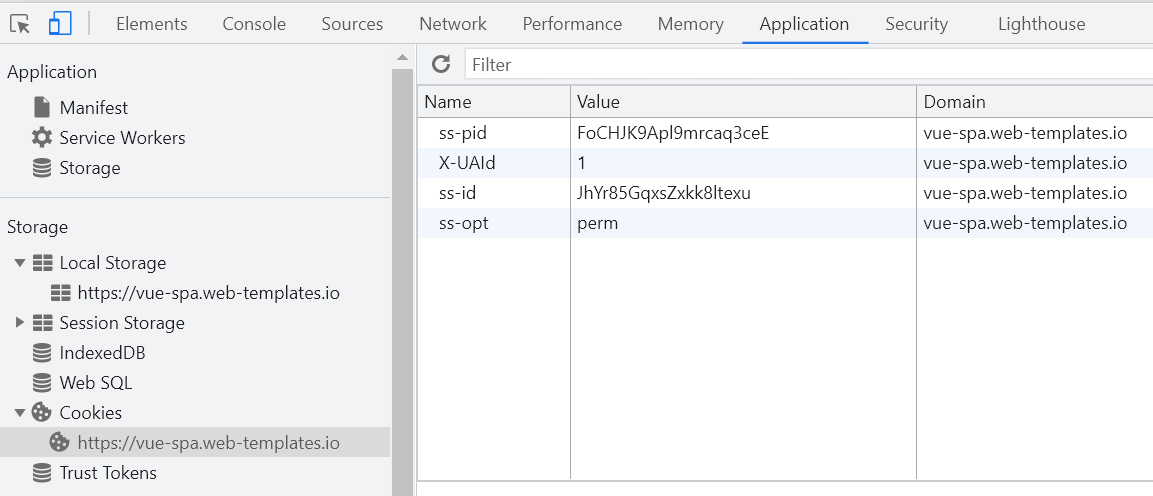 Elements Console Sources Network Performance Memory Application Security Lighthouse
Application
Manifest
Service Workers
Storage
Storage
Local Storage
https://vue-spa.web-templates.io
Session Storage
IndexedDB
Web SQL
Cookies
https://vue-spa.web-templates.io
Trust Tokens
Filter
Name Value Domain
ss-pid FoCHJK9Apl9mrcaq3ceE vue-spa.web-templates.io
X-UAId 1 vue-spa.web-templates.io
ss-id JhYr85GqxsZxkk8ltexu vue-spa.web-templates.io
ss-opt perm vue-spa.web-templates.io